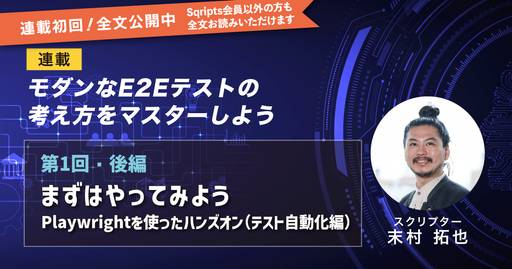 連載初回!全文公開中
Sqripts会員以外の方も
全文お読みいただけます
連載
モダンなE2Eテストの
考え方をマスターしよう
第1回・後編
まずはやってみよう
Playwrightを使ったハンズオン(テスト自動化編)
スクリプター
末村 拓也